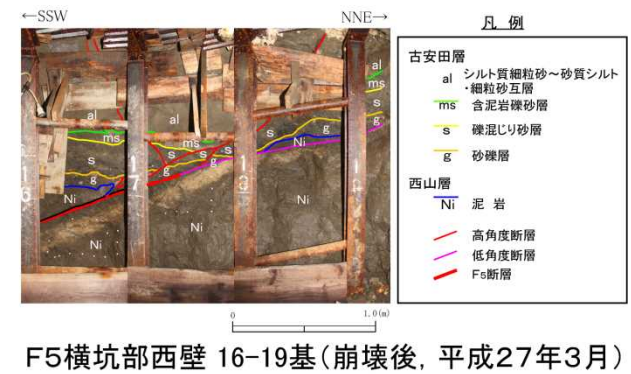 ←SSW
NNE→
凡 例
古安田層
al シルト質細粒砂～砂質シルト
・細粒砂互層
ms 含泥岩礫砂層
s 礫混じり砂層
g 砂礫層
西山層
Ni 泥 岩
高角度断層
低角度断層
F5断層
al
ms
s
g
al
al
ms
ms
s
s
s
s
s
g
g
g
Ni
Ni
Ni
Ni
Ni
Ni
16
17
0
1.0(m)
F5横坑部西壁 16-19基(崩壊後，平成27年3月)